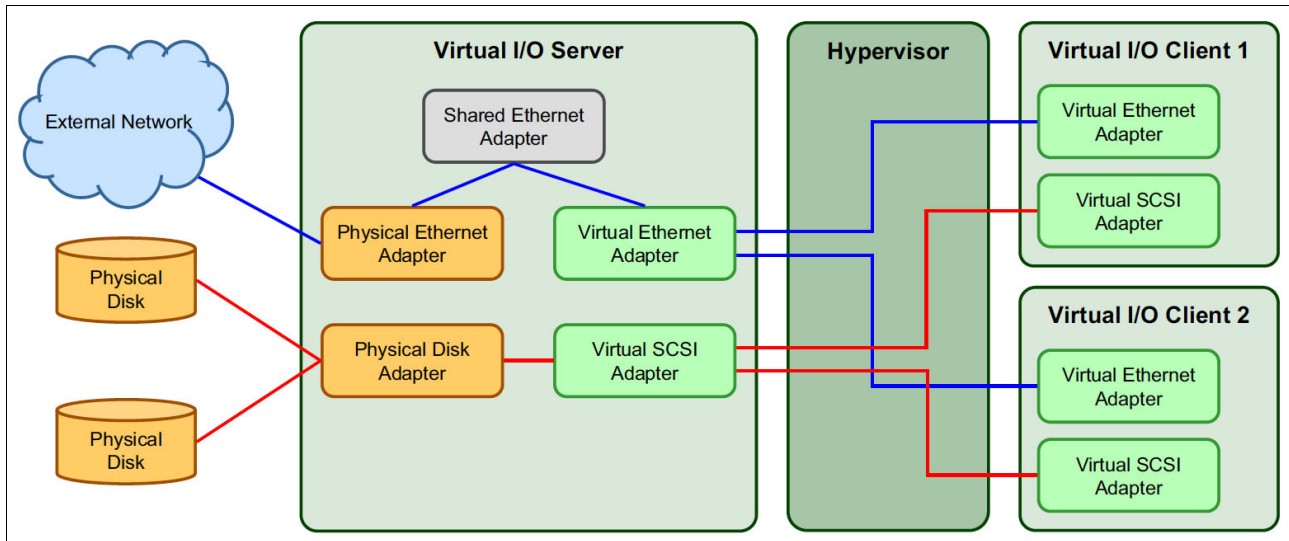 Virtual I/O Server
Hypervisor
Virtual I/O Client 1
External Network
Shared Ethernet
Adapter
Virtual Ethernet
Adapter
Virtual SCSI
Adapter
Physical Ethernet
Adapter
Virtual Ethernet
Adapter
Physical
Disk
Virtual I/O Client 2
Physical Disk
Adapter
Virtual SCSI
Adapter
Virtual Ethernet
Adapter
Physical
Disk
Virtual SCSI
Adapter